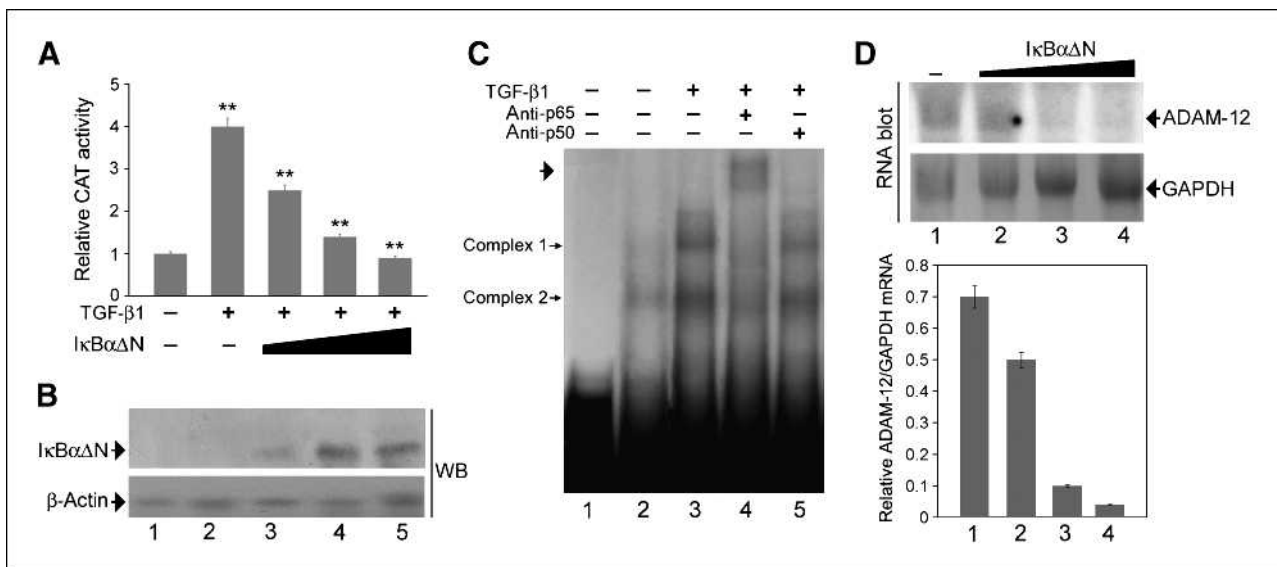 A
Relative CAT activity
5
4
3
2
1
0
**
**
**
**
TGF-β1 – + + + +
IκBαΔN – –
B
IκBαΔN
β-Actin
WB
1 2 3 4 5
C
TGF-β1 – – + + +
Anti-p65 – – – + –
Anti-p50 – – – – +
Complex 1
Complex 2
1 2 3 4 5
D
IκBαΔN
–
RNA blot
ADAM-12
GAPDH
1 2 3 4
Relative ADAM-12/GAPDH mRNA
0.8
0.7
0.6
0.5
0.4
0.3
0.2
0.1
0
1 2 3 4